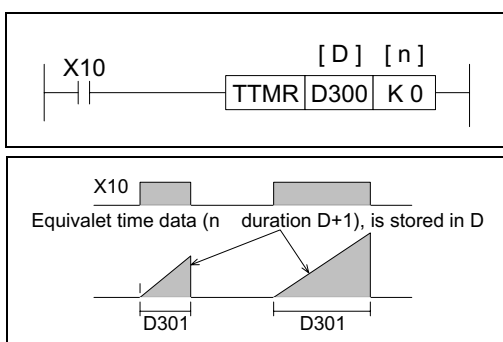 [ D ] [ n ]
X10
TTMR D300 K 0
X10
Equivalet time data (n duration D+1), is stored in D
D301 D301